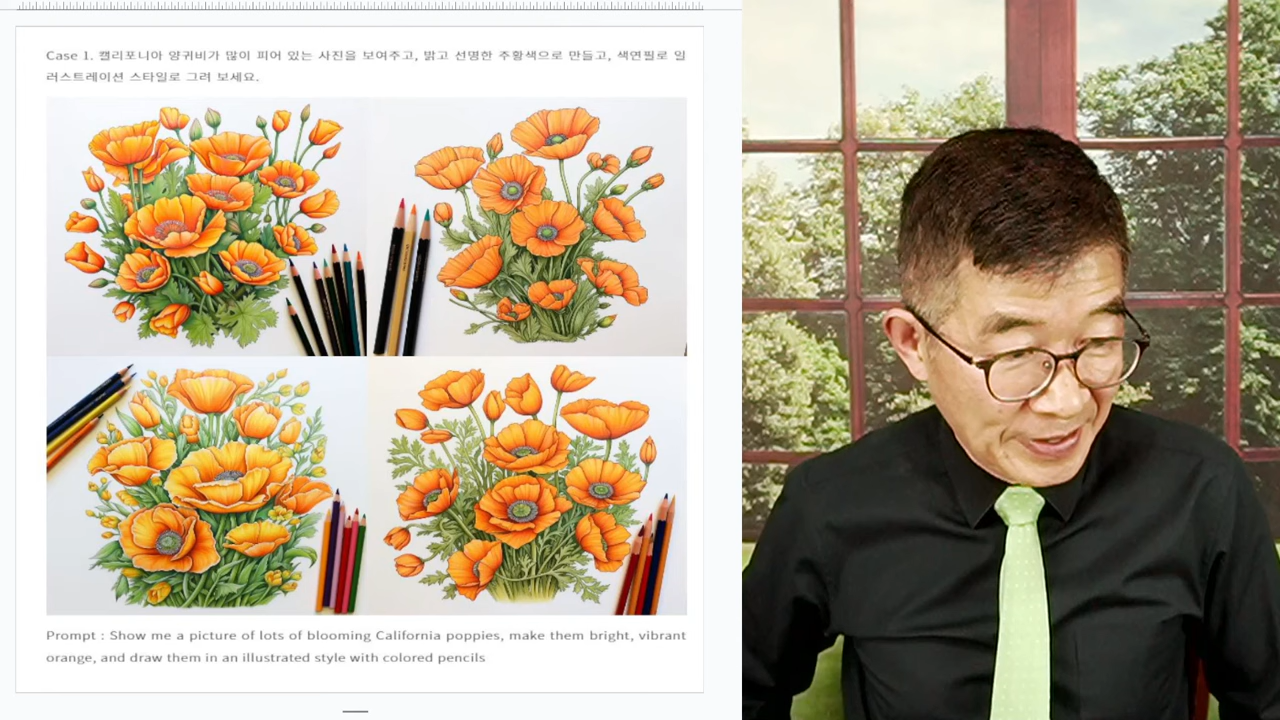 Case 1. 캘리포니아 양귀비가 많이 피어 있는 사진을 보여주고, 밝고 선명한 주황색으로 만들고, 색연필로 일
러스트레이션 스타일로 그려 보세요.
Prompt : Show me a picture of lots of blooming California poppies, make them bright, vibrant
orange, and draw them in an illustrated style with colored pencils